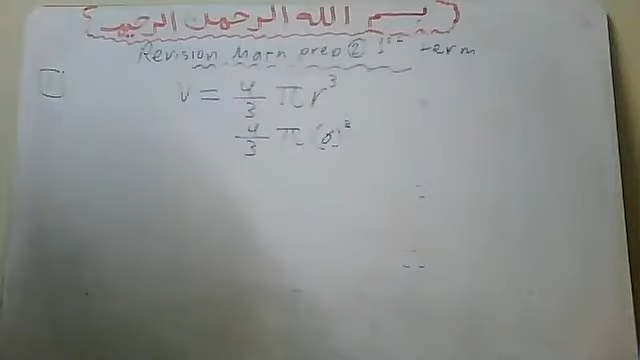 بسم الله الرحمن الرحيم
Revision Math prep ② 1st term
V = 4/3 π r³
4/3 π